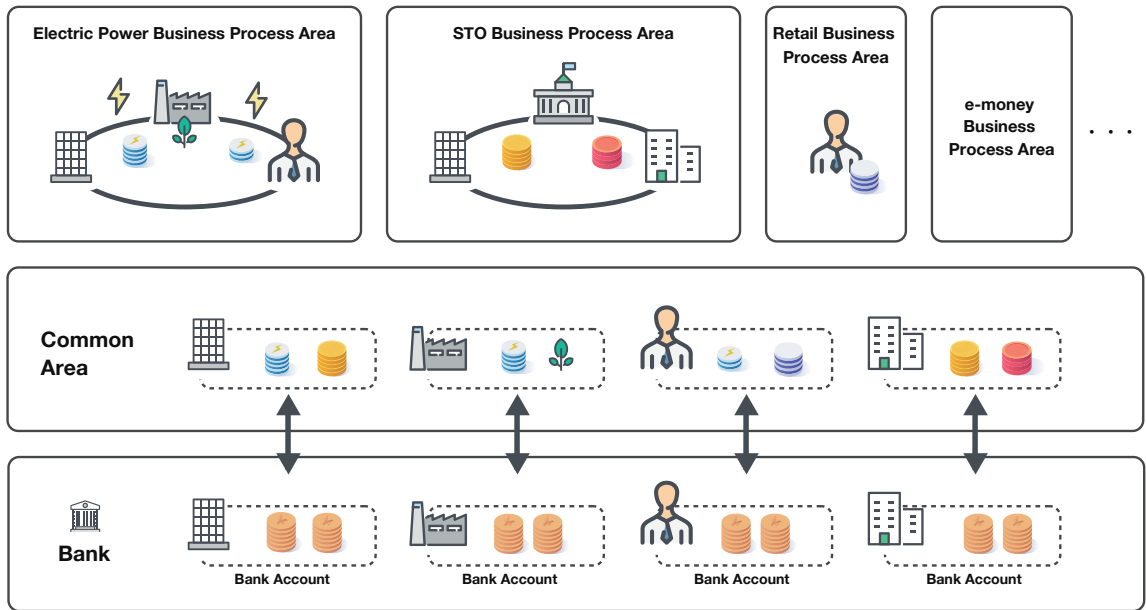 Electric Power Business Process Area
STO Business Process Area
Retail Business
Process Area
e-money
Business
Process Area
. . .
Common
Area
Bank
Bank Account
Bank Account
Bank Account
Bank Account